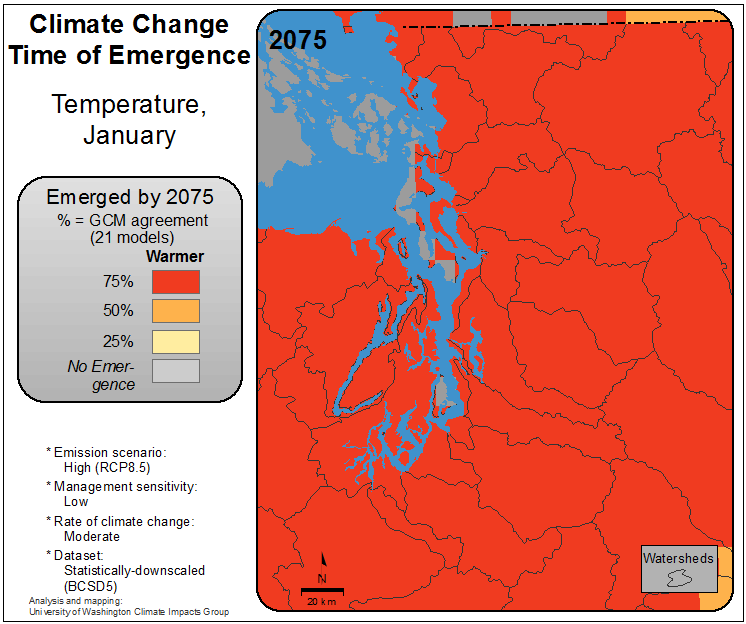 Climate Change
Time of Emergence
Temperature,
January
Emerged by 2075
% = GCM agreement
(21 models)
Warmer
75%
50%
25%
No Emer-
gence
* Emission scenario:
High (RCP8.5)
* Management sensitivity:
Low
* Rate of climate change:
Moderate
* Dataset:
Statistically-downscaled
(BCSD5)
Analysis and mapping:
University of Washington Climate Impacts Group
2075
N
20 km
Watersheds